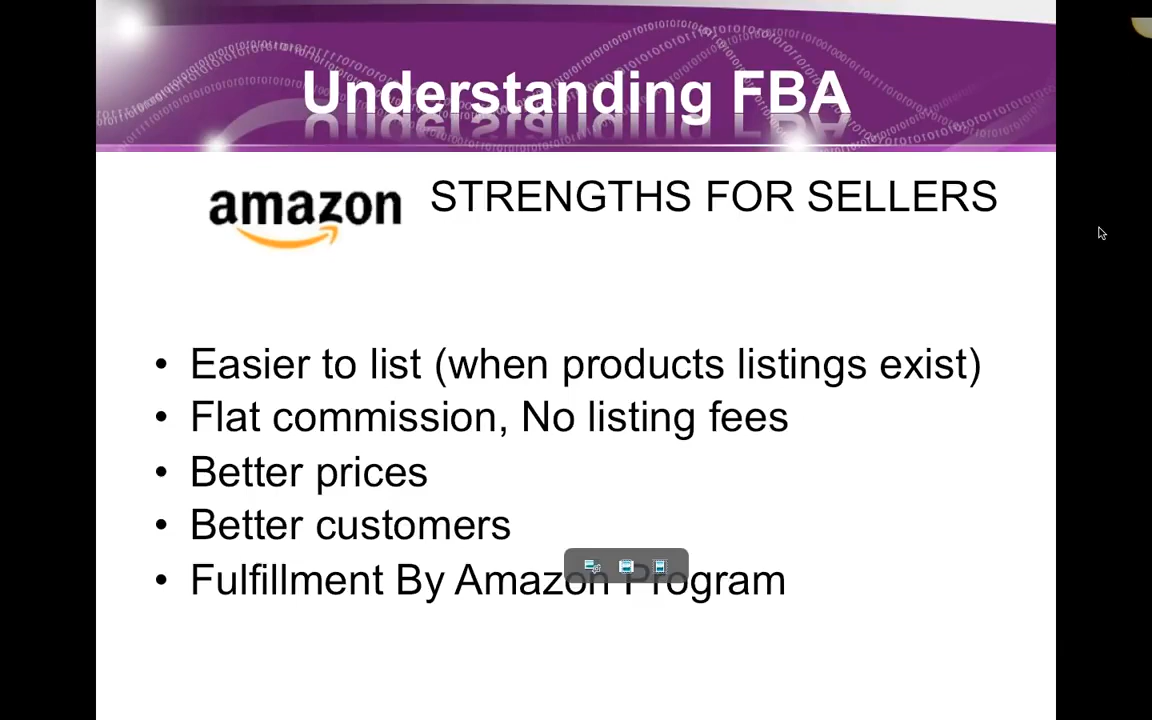 Understanding FBA
amazon
STRENGTHS FOR SELLERS
• Easier to list (when products listings exist)
• Flat commission, No listing fees
• Better prices
• Better customers
• Fulfillment By Amazon Program